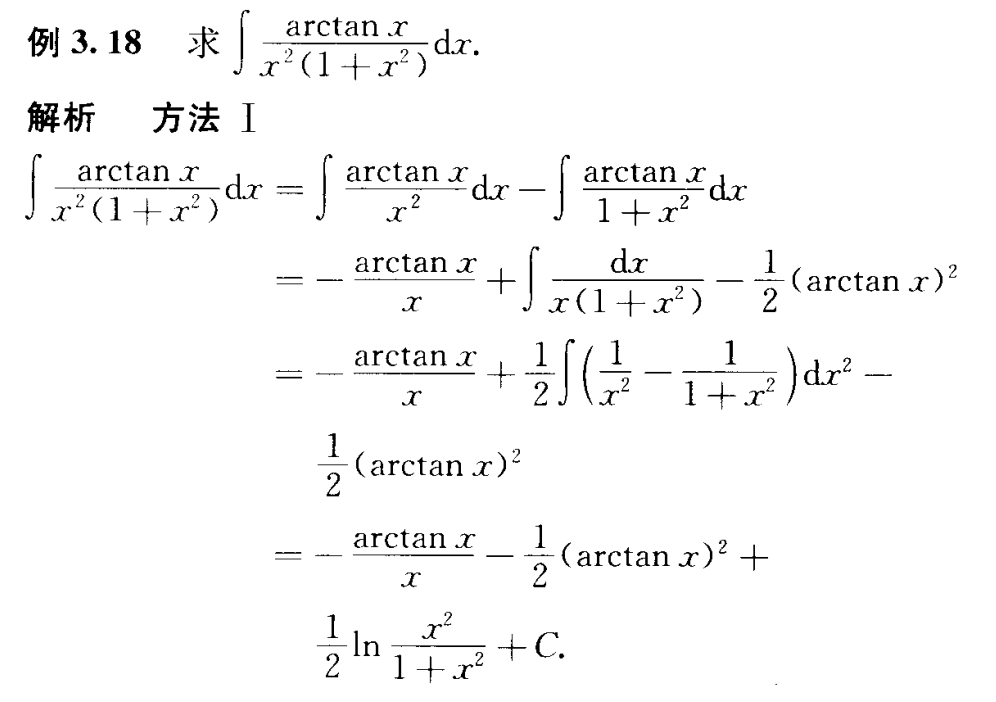 例 3.18 求 $\int \frac{\arctan x}{x^2(1+x^2)} \mathrm{d}x.$
解析 方法 Ⅰ
$\int \frac{\arctan x}{x^2(1+x^2)} \mathrm{d}x = \int \frac{\arctan x}{x^2} \mathrm{d}x - \int \frac{\arctan x}{1+x^2} \mathrm{d}x$
$= -\frac{\arctan x}{x} + \int \frac{\mathrm{d}x}{x(1+x^2)} - \frac{1}{2}(\arctan x)^2$
$= -\frac{\arctan x}{x} + \frac{1}{2} \int \left( \frac{1}{x^2} - \frac{1}{1+x^2} \right) \mathrm{d}x^2 -$
$\frac{1}{2}(\arctan x)^2$
$= -\frac{\arctan x}{x} - \frac{1}{2}(\arctan x)^2 +$
$\frac{1}{2} \ln \frac{x^2}{1+x^2} + C.$